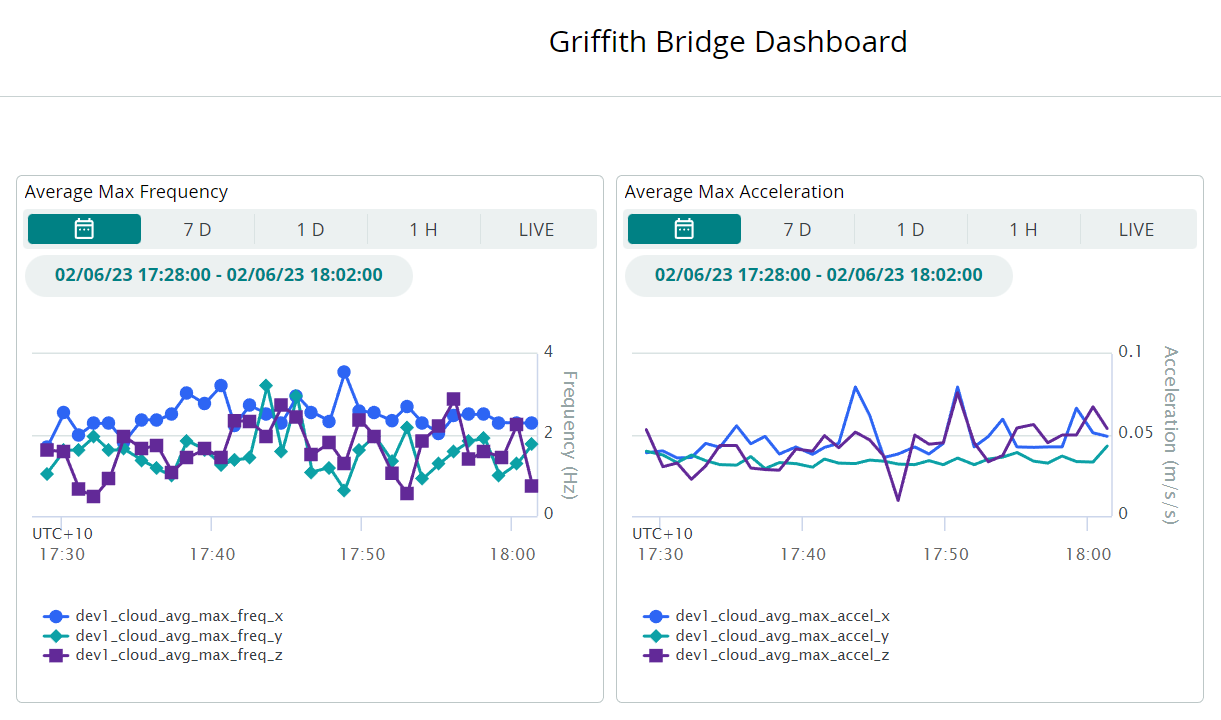 Griffith Bridge Dashboard
Average Max Frequency
7 D 1 D 1 H LIVE
02/06/23 17:28:00 - 02/06/23 18:02:00
4
2
0
Frequency (Hz)
UTC+10
17:30 17:40 17:50 18:00
dev1_cloud_avg_max_freq_x
dev1_cloud_avg_max_freq_y
dev1_cloud_avg_max_freq_z
Average Max Acceleration
7 D 1 D 1 H LIVE
02/06/23 17:28:00 - 02/06/23 18:02:00
0.1
0.05
0
Acceleration (m/s/s)
UTC+10
17:30 17:40 17:50 18:00
dev1_cloud_avg_max_accel_x
dev1_cloud_avg_max_accel_y
dev1_cloud_avg_max_accel_z